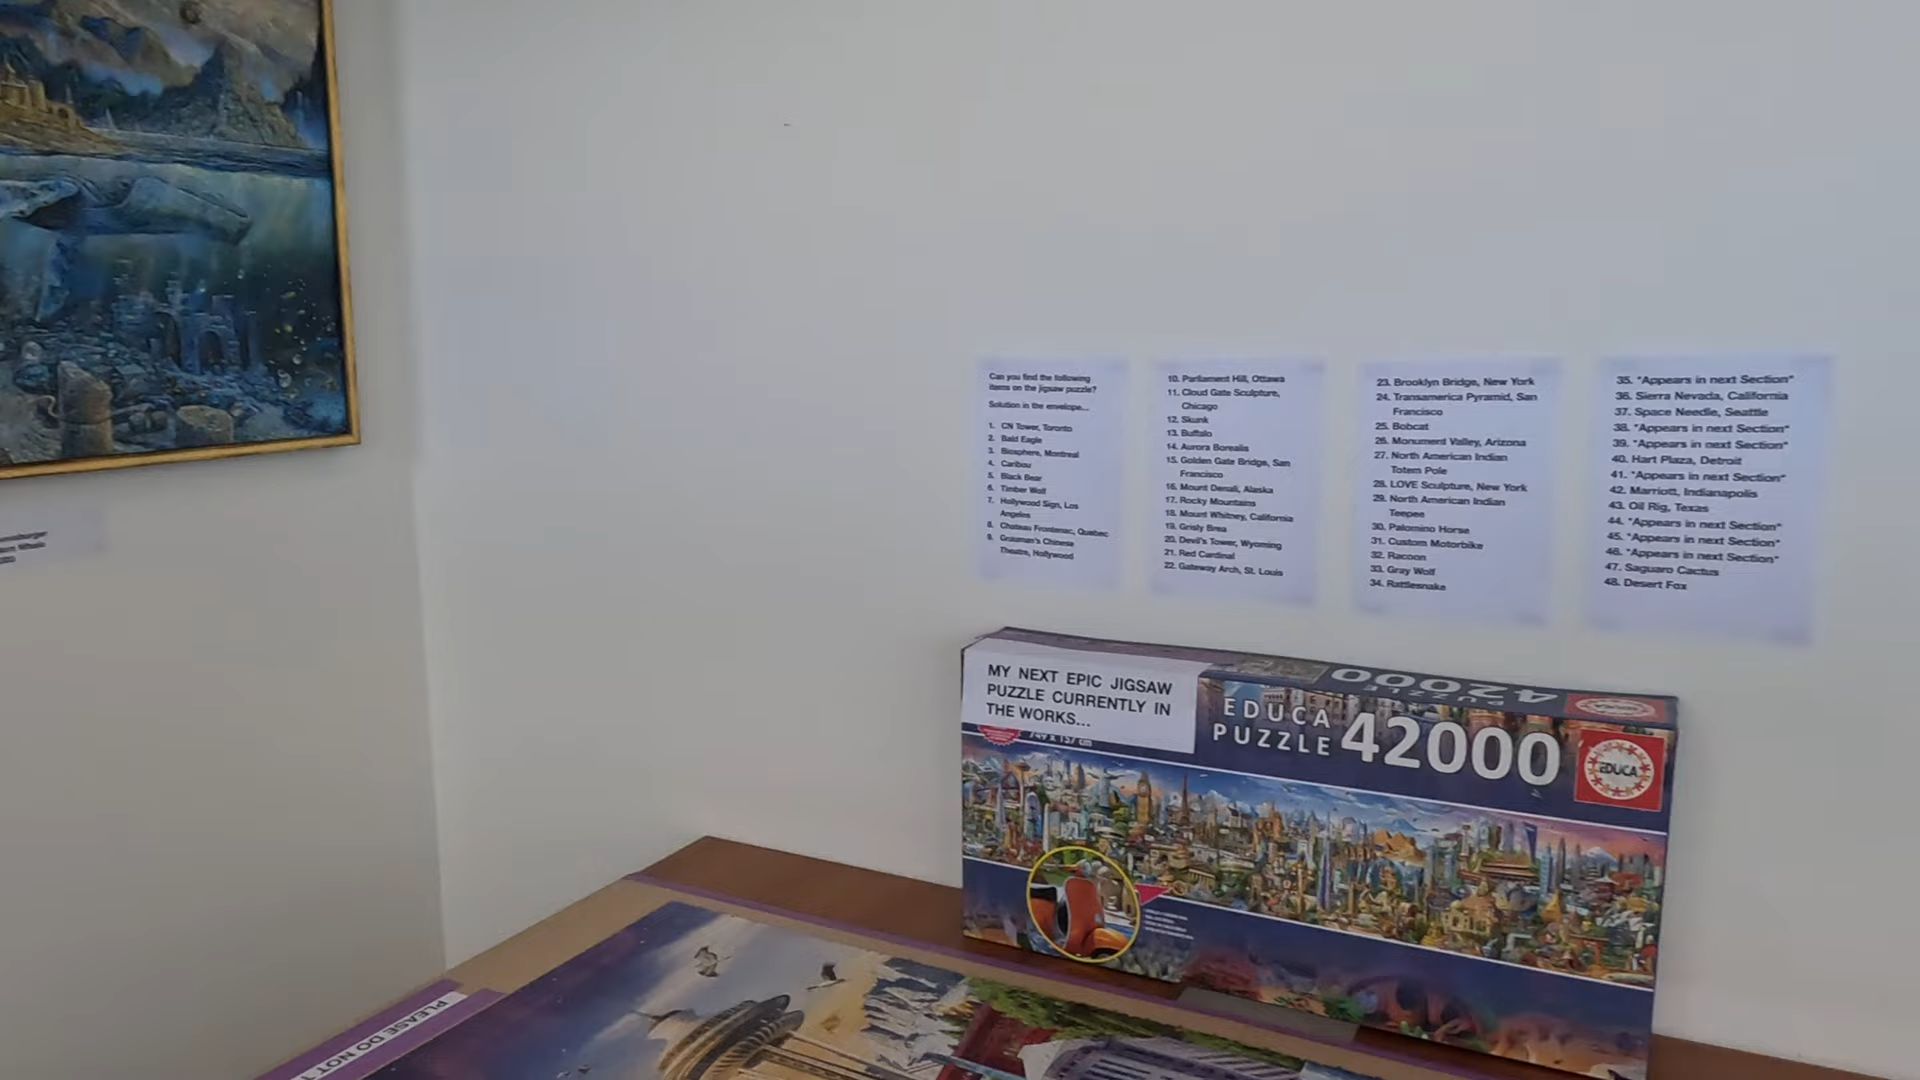 Can you find the following
items on the jigsaw puzzle?
Solution in the envelope...
1. CN Tower, Toronto
2. Bald Eagle
3. Biosphere, Montreal
4. Caribou
5. Black Bear
6. Timber Wolf
7. Hollywood Sign, Los
Angeles
8. Chateau Frontenac, Quebec
9. Grauman's Chinese
Theatre, Hollywood
10. Parliament Hill, Ottawa
11. Cloud Gate Sculpture,
Chicago
12. Skunk
13. Buffalo
14. Aurora Borealis
15. Golden Gate Bridge, San
Francisco
16. Mount Denali, Alaska
17. Rocky Mountains
18. Mount Whitney, California
19. Grisly Brea
20. Devil's Tower, Wyoming
21. Red Cardinal
22. Gateway Arch, St. Louis
23. Brooklyn Bridge, New York
24. Transamerica Pyramid, San
Francisco
25. Bobcat
26. Monument Valley, Arizona
27. North American Indian
Totem Pole
28. LOVE Sculpture, New York
29. North American Indian
Teepee
30. Palomino Horse
31. Custom Motorbike
32. Racoon
33. Gray Wolf
34. Rattlesnake
35. "Appears in next Section"
36. Sierra Nevada, California
37. Space Needle, Seattle
38. "Appears in next Section"
39. "Appears in next Section"
40. Hart Plaza, Detroit
41. "Appears in next Section"
42. Marriott, Indianapolis
43. Oil Rig, Texas
44. "Appears in next Section"
45. "Appears in next Section"
46. "Appears in next Section"
47. Saguaro Cactus
48. Desert Fox
PUZZLE 42000
EDUCA
MY NEXT EPIC JIGSAW
PUZZLE CURRENTLY IN
THE WORKS...
749 x 157 cm
EDUCA
PUZZLE 42000
EDUCA
PLEASE DO NOT